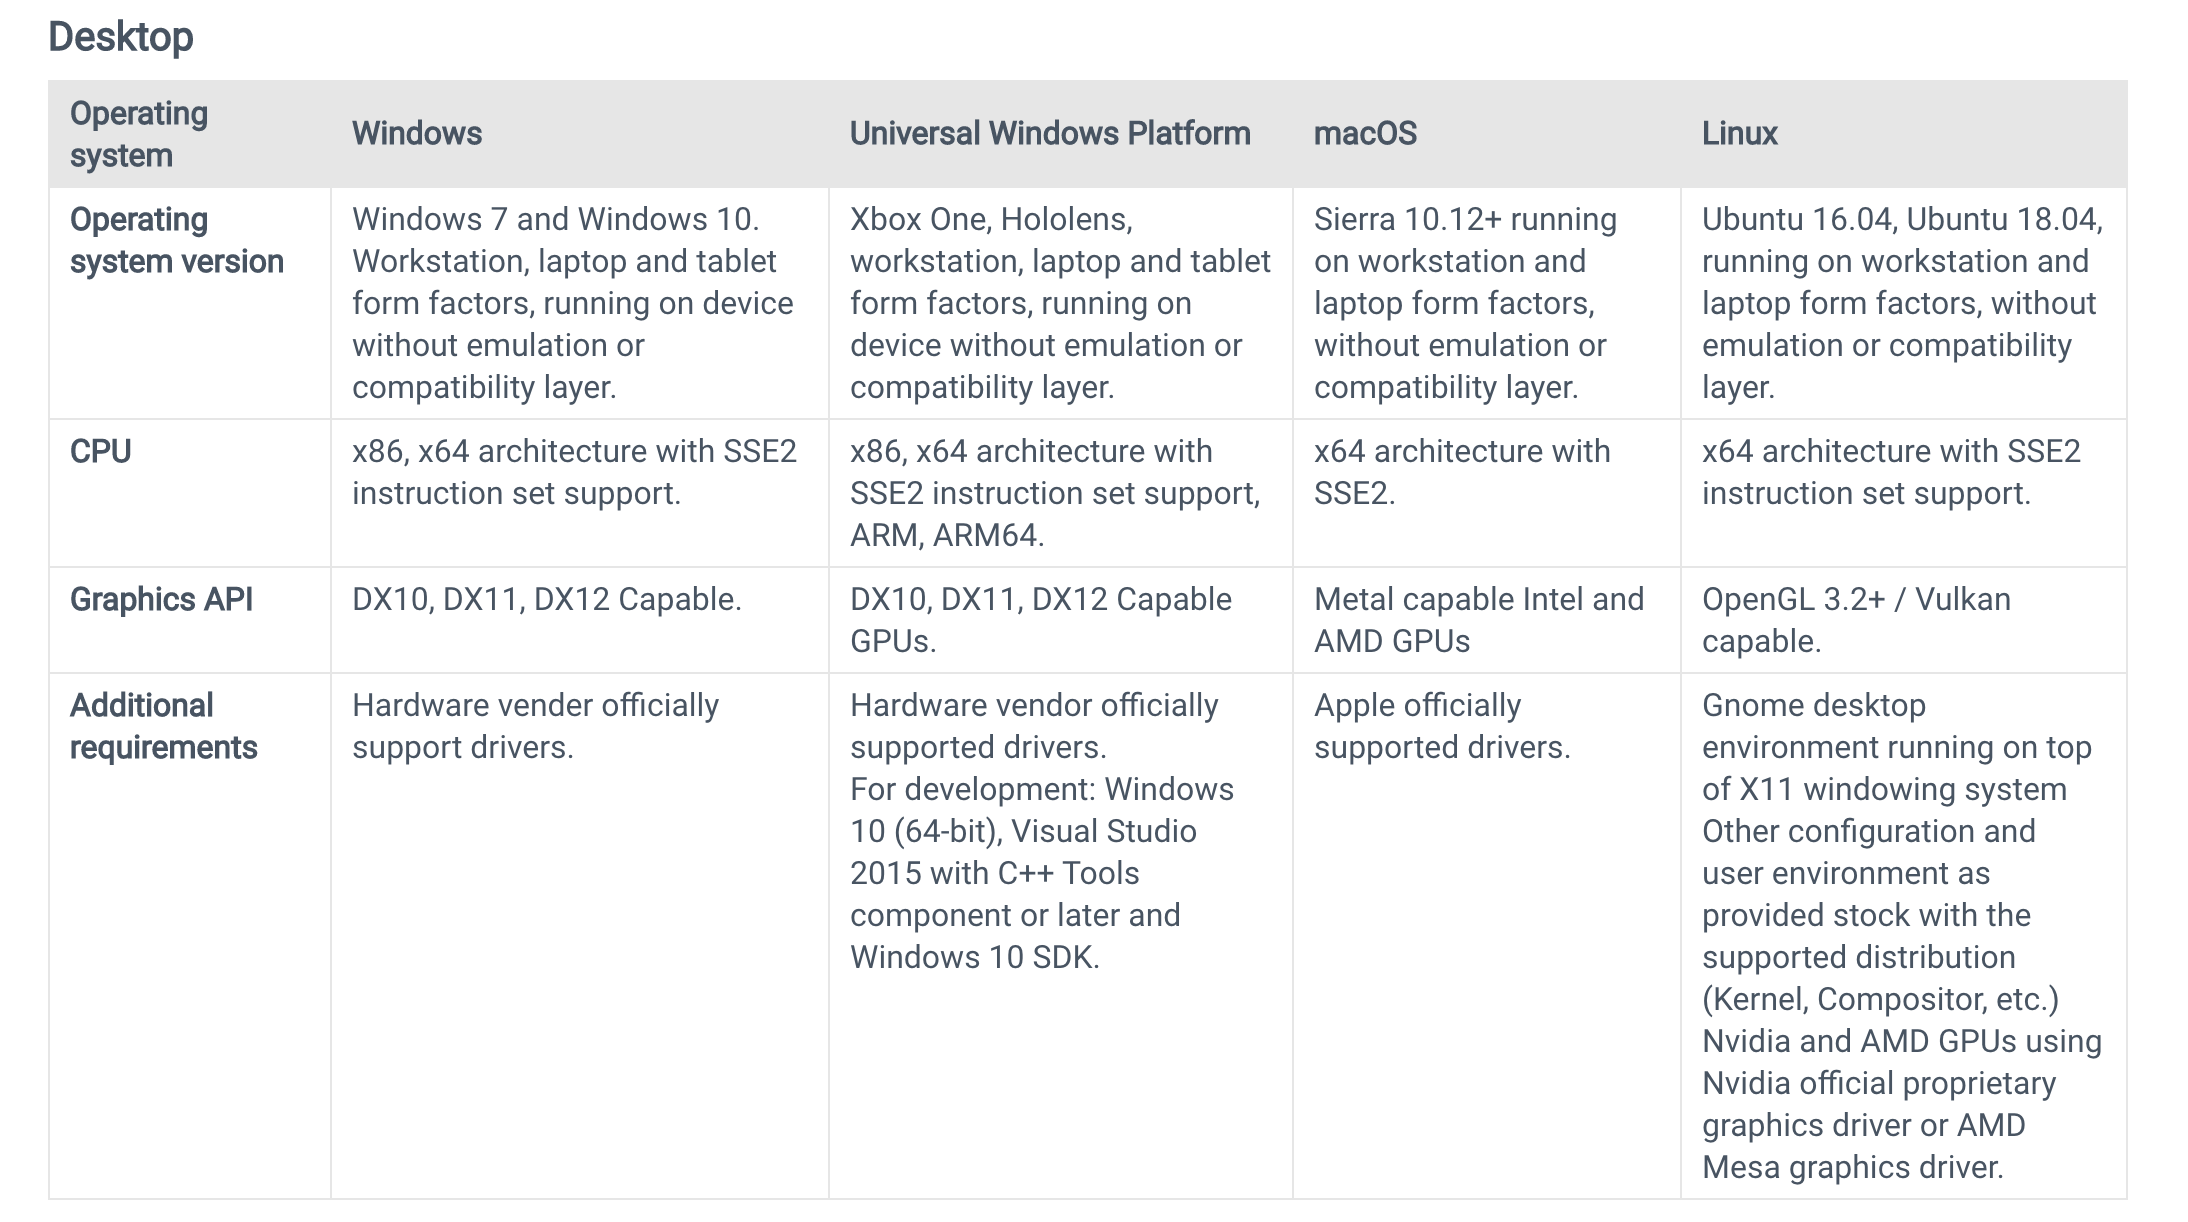 Desktop
Operating
system
Windows
Universal Windows Platform
macOS
Linux
Operating
system version
Windows 7 and Windows 10.
Workstation, laptop and tablet
form factors, running on device
without emulation or
compatibility layer.
Xbox One, Hololens,
workstation, laptop and tablet
form factors, running on
device without emulation or
compatibility layer.
Sierra 10.12+ running
on workstation and
laptop form factors,
without emulation or
compatibility layer.
Ubuntu 16.04, Ubuntu 18.04,
running on workstation and
laptop form factors, without
emulation or compatibility
layer.
CPU
x86, x64 architecture with SSE2
instruction set support.
x86, x64 architecture with
SSE2 instruction set support,
ARM, ARM64.
x64 architecture with
SSE2.
x64 architecture with SSE2
instruction set support.
Graphics API
DX10, DX11, DX12 Capable.
DX10, DX11, DX12 Capable
GPUs.
Metal capable Intel and
AMD GPUs
OpenGL 3.2+ / Vulkan
capable.
Additional
requirements
Hardware vender officially
support drivers.
Hardware vendor officially
supported drivers.
For development: Windows
10 (64-bit), Visual Studio
2015 with C++ Tools
component or later and
Windows 10 SDK.
Apple officially
supported drivers.
Gnome desktop
environment running on top
of X11 windowing system
Other configuration and
user environment as
provided stock with the
supported distribution
(Kernel, Compositor, etc.)
Nvidia and AMD GPUs using
Nvidia official proprietary
graphics driver or AMD
Mesa graphics driver.